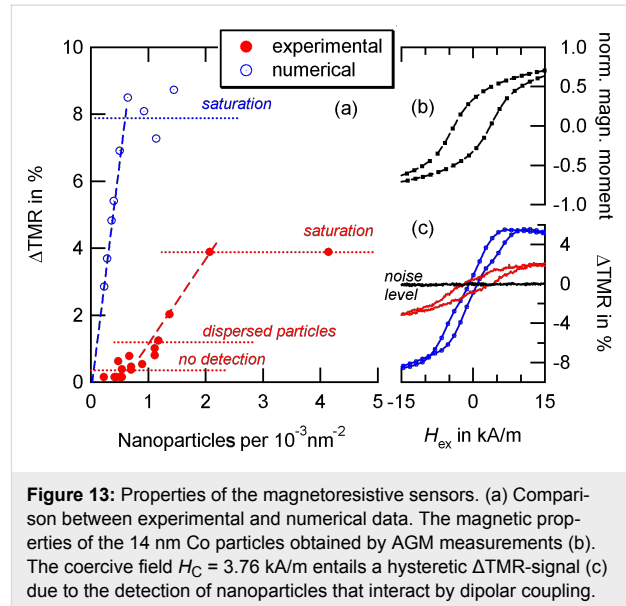 experimental
numerical
10
8
6
4
2
0
ΔTMR in %
saturation
(a)
saturation
dispersed particles
no detection
0
1
2
3
4
5
Nanoparticles per 10⁻³nm⁻²
(b)
1.0
0.5
0.0
-0.5
-1.0
norm. magn. moment
(c)
noise
level
4
0
-4
-8
ΔTMR in %
-15
0
15
H_ex in kA/m
Figure 13: Properties of the magnetoresistive sensors. (a) Compari-
son between experimental and numerical data. The magnetic prop-
erties of the 14 nm Co particles obtained by AGM measurements (b).
The coercive field H_C = 3.76 kA/m entails a hysteretic ΔTMR-signal (c)
due to the detection of nanoparticles that interact by dipolar coupling.